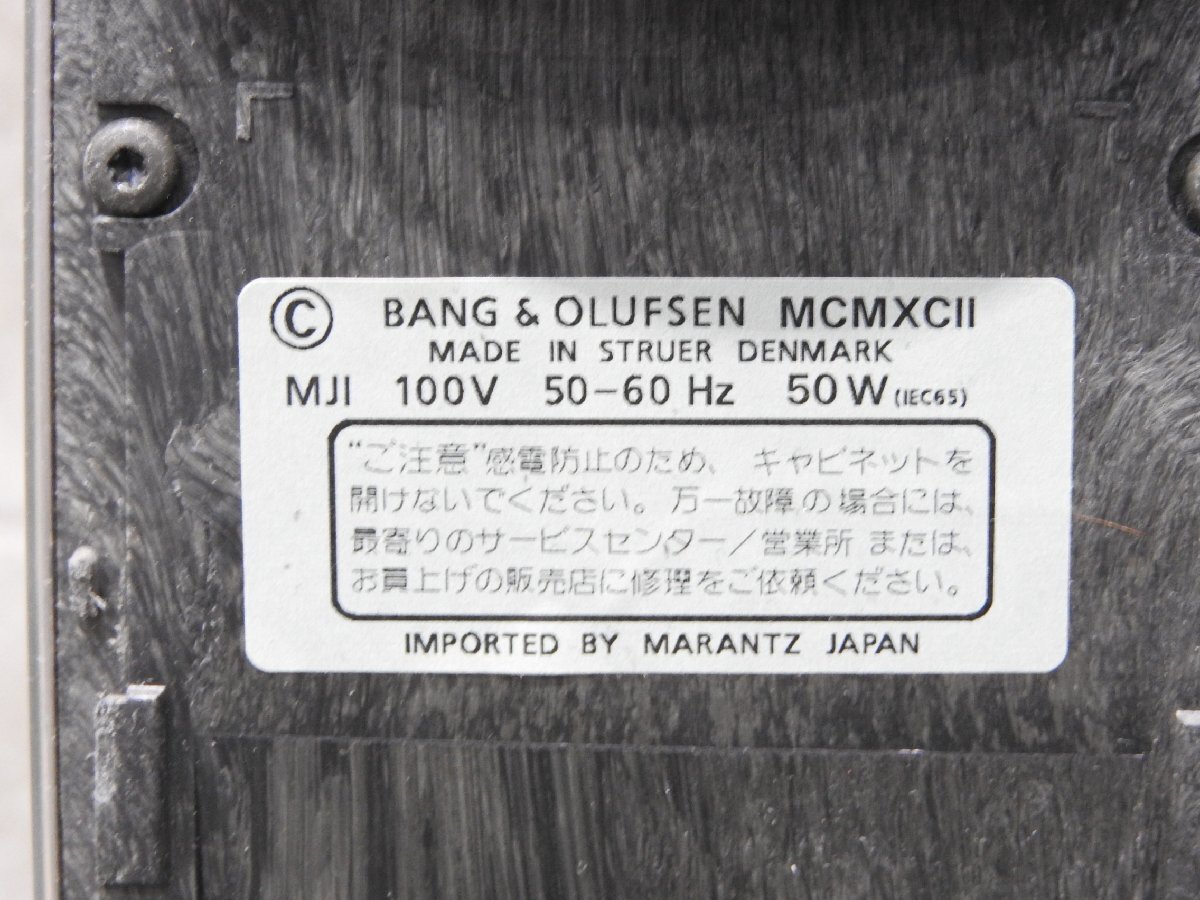 © BANG & OLUFSEN MCMXCII
MADE IN STRUER DENMARK
MJI 100V 50-60 Hz 50W (IEC65)
"ご注意"感電防止のため、キャビネットを
開けないでください。万一故障の場合には、
最寄りのサービスセンター/営業所 または、
お買上げの販売店に修理をご依頼ください。
IMPORTED BY MARANTZ JAPAN